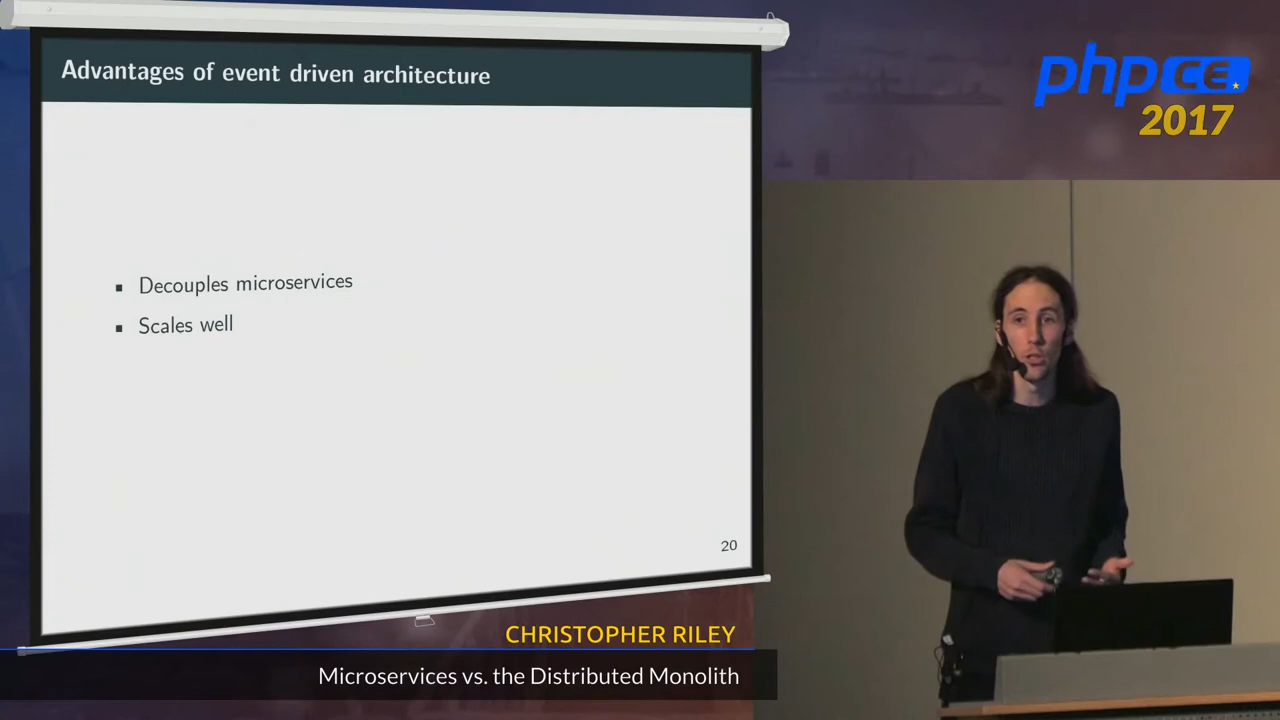 Advantages of event driven architecture
Decouples microservices
Scales well
20
phpCE
2017
CHRISTOPHER RILEY
Microservices vs. the Distributed Monolith